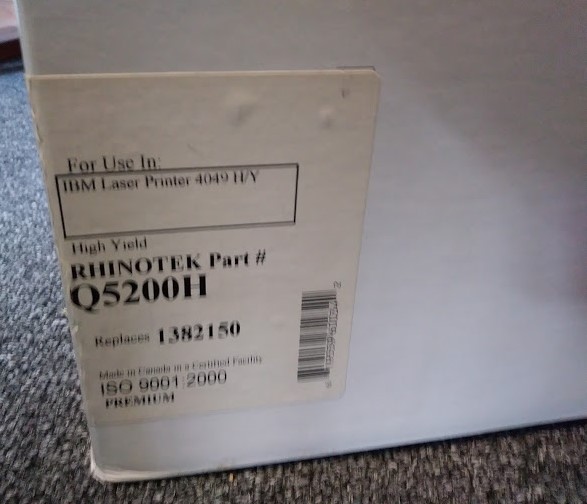 For Use In:
IBM Laser Printer 4049 H/Y
High Yield
RHINOTEK Part #
Q5200H
Replaces 1382150
Made in Canada in a Certified Facility
ISO 9001:2000
PREMIUM